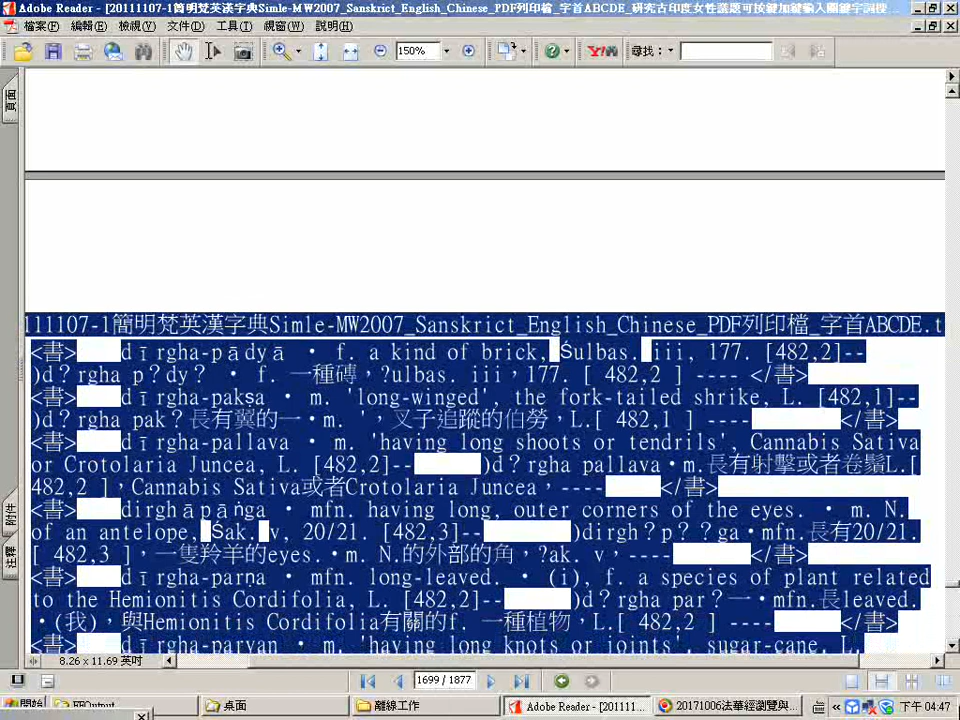 Adobe Reader - [20111107-1簡明梵英漢字典Simle-MW2007_Sanskrict_English_Chinese_PDF列印檔_字首ABCDE_研究古印度女性議題可按鍵加鍵輸入關鍵字詞搜
檔案(F) 編輯(E) 檢視(V) 文件(D) 工具(T) 視窗(W) 說明(H)
150% 尋找:
頁面
111107-1簡明梵英漢字典Simle-MW2007_Sanskrict_English_Chinese_PDF列印檔_字首ABCDE.t
<書> dīrgha-pādyā · f. a kind of brick, Śulbas. iii, 177. [482,2]--
)d？rgha p？dy？ · f. 一種磚，?ulbas. iii，177. [ 482,2 ] ---- </書>
<書> dīrgha-pakṣa · m. 'long-winged', the fork-tailed shrike, L. [482,1]--
)d？rgha pak？長有翼的一·m. '，叉子追蹤的伯勞，L.[ 482,1 ] ---- </書>
<書> dīrgha-pallava · m. 'having long shoots or tendrils', Cannabis Sativa
or Crotolaria Juncea, L. [482,2]-- )d？rgha pallava·m.長有射擊或者卷鬚L.[
482,2 ]，Cannabis Sativa或者Crotolaria Juncea，---- </書>
<書> dirghāpāṅga · mfn. having long, outer corners of the eyes. · m. N.
of an antelope, Śak. v, 20/21. [482,3]-- )dirgh？p？？ga·mfn.長有20/21.
[ 482,3 ]，一隻羚羊的eyes.·m. N.的外部的角，?ak. v，---- </書>
<書> dīrgha-parṇa · mfn. long-leaved. · (i), f. a species of plant related
to the Hemionitis Cordifolia, L. [482,2]-- )d？rgha par？一·mfn.長leaved.
·(我)，與Hemionitis Cordifolia有關的f. 一種植物，L.[ 482,2 ] ---- </書>
<書> dīrgha-parvan · m. 'having long knots or joints', sugar-cane, L.
附件
注釋
8.26 x 11.69 英吋
1699 / 1877
開始 FFOutput 桌面 離線工作 Adobe Reader - [201111... 20171006法華經瀏覽與... 下午 04:47